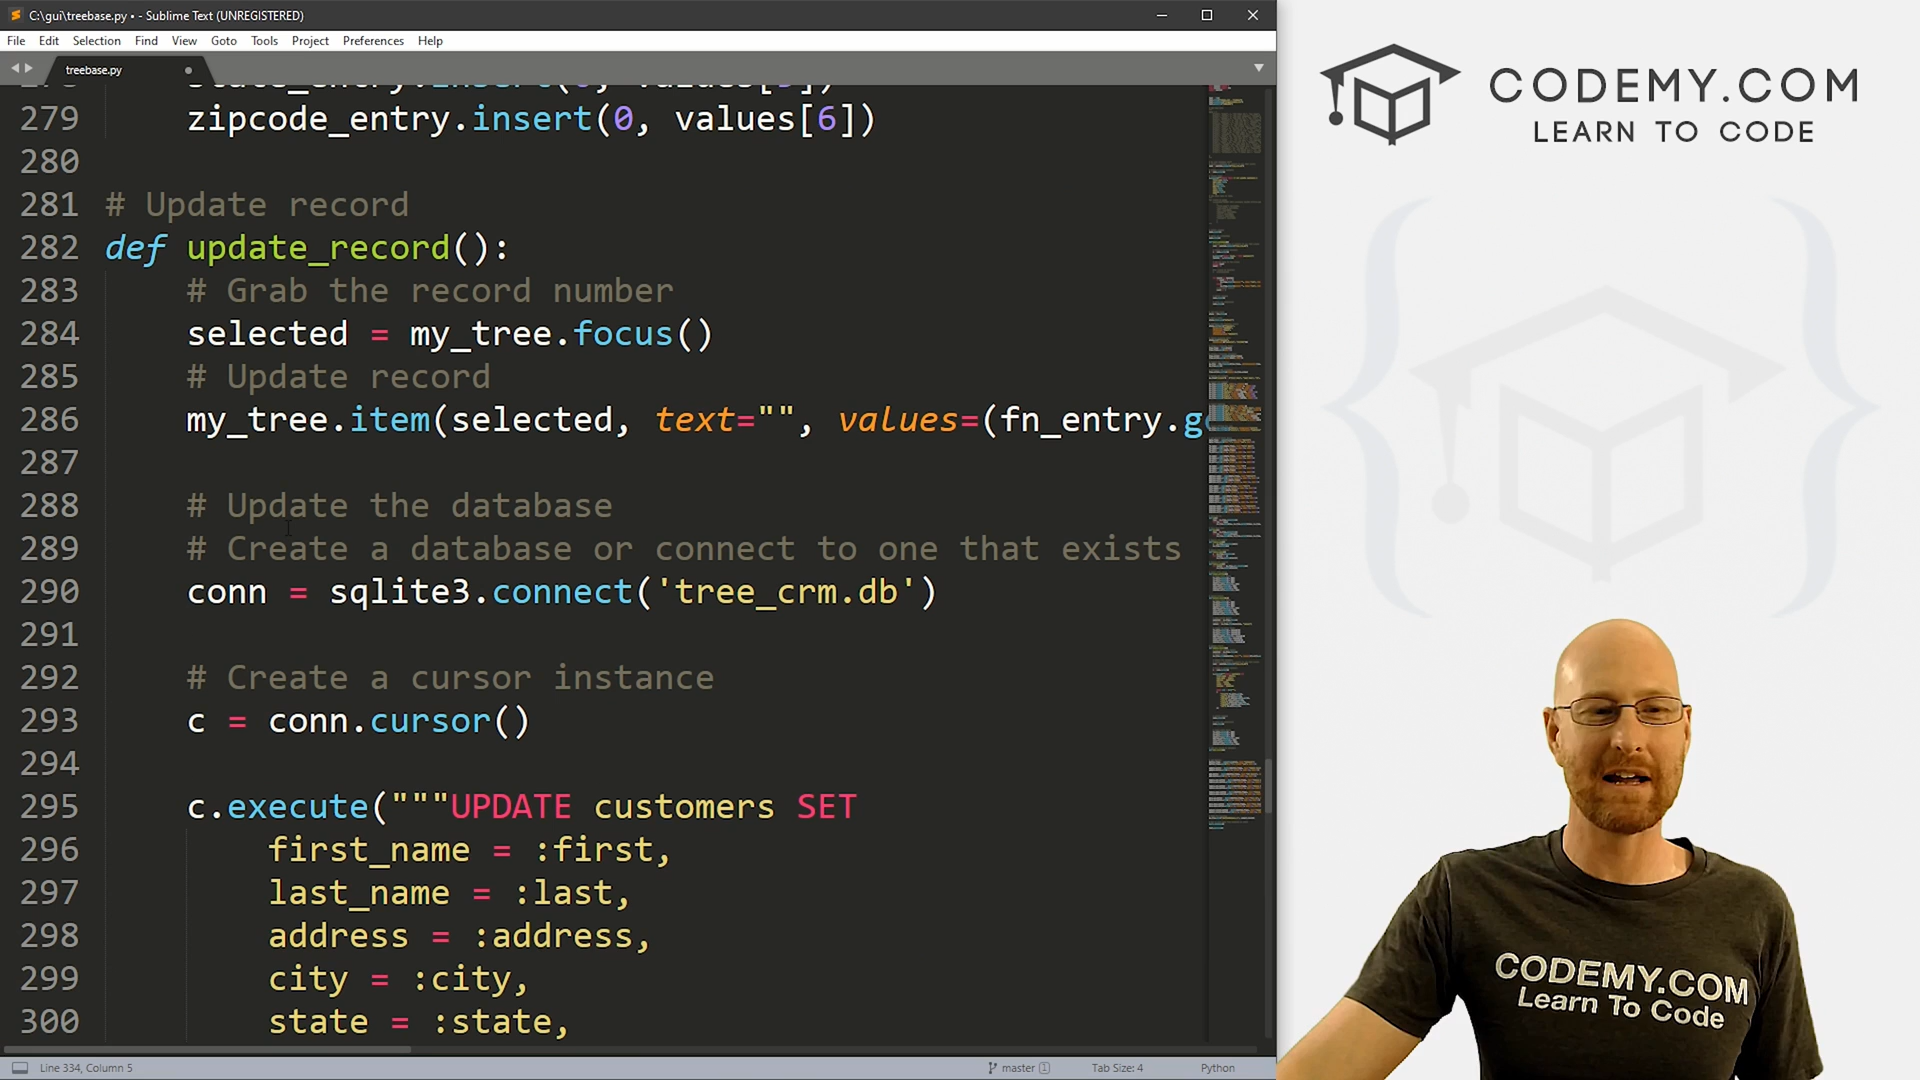 C:\gui\treebase.py • - Sublime Text (UNREGISTERED)
File Edit Selection Find View Goto Tools Project Preferences Help
treebase.py
279 zipcode_entry.insert(0, values[6])
280
281 # Update record
282 def update_record():
283 # Grab the record number
284 selected = my_tree.focus()
285 # Update record
286 my_tree.item(selected, text="", values=(fn_entry.g
287
288 # Update the database
289 # Create a database or connect to one that exists
290 conn = sqlite3.connect('tree_crm.db')
291
292 # Create a cursor instance
293 c = conn.cursor()
294
295 c.execute("""UPDATE customers SET
296 first_name = :first,
297 last_name = :last,
298 address = :address,
299 city = :city,
300 state = :state,
Line 334, Column 5
master 1
Tab Size: 4
Python
CODEMY.COM
LEARN TO CODE
CODEMY.COM
Learn To Code